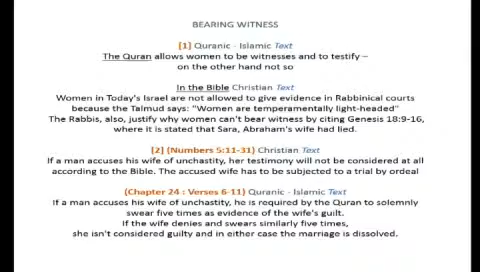 BEARING WITNESS
[1] Quranic - Islamic Text
The Quran allows women to be witnesses and to testify –
on the other hand not so
In the Bible Christian Text
Women in Today's Israel are not allowed to give evidence in Rabbinical courts
because the Talmud says: "Women are temperamentally light-headed"
The Rabbis, also, justify why women can't bear witness by citing Genesis 18:9-16,
where it is stated that Sara, Abraham's wife had lied.
[2] (Numbers 5:11-31) Christian Text
If a man accuses his wife of unchastity, her testimony will not be considered at all
according to the Bible. The accused wife has to be subjected to a trial by ordeal
(Chapter 24 : Verses 6-11) Quranic - Islamic Text
If a man accuses his wife of unchastity, he is required by the Quran to solemnly
swear five times as evidence of the wife's guilt.
If the wife denies and swears similarly five times,
she isn't considered guilty and in either case the marriage is dissolved.